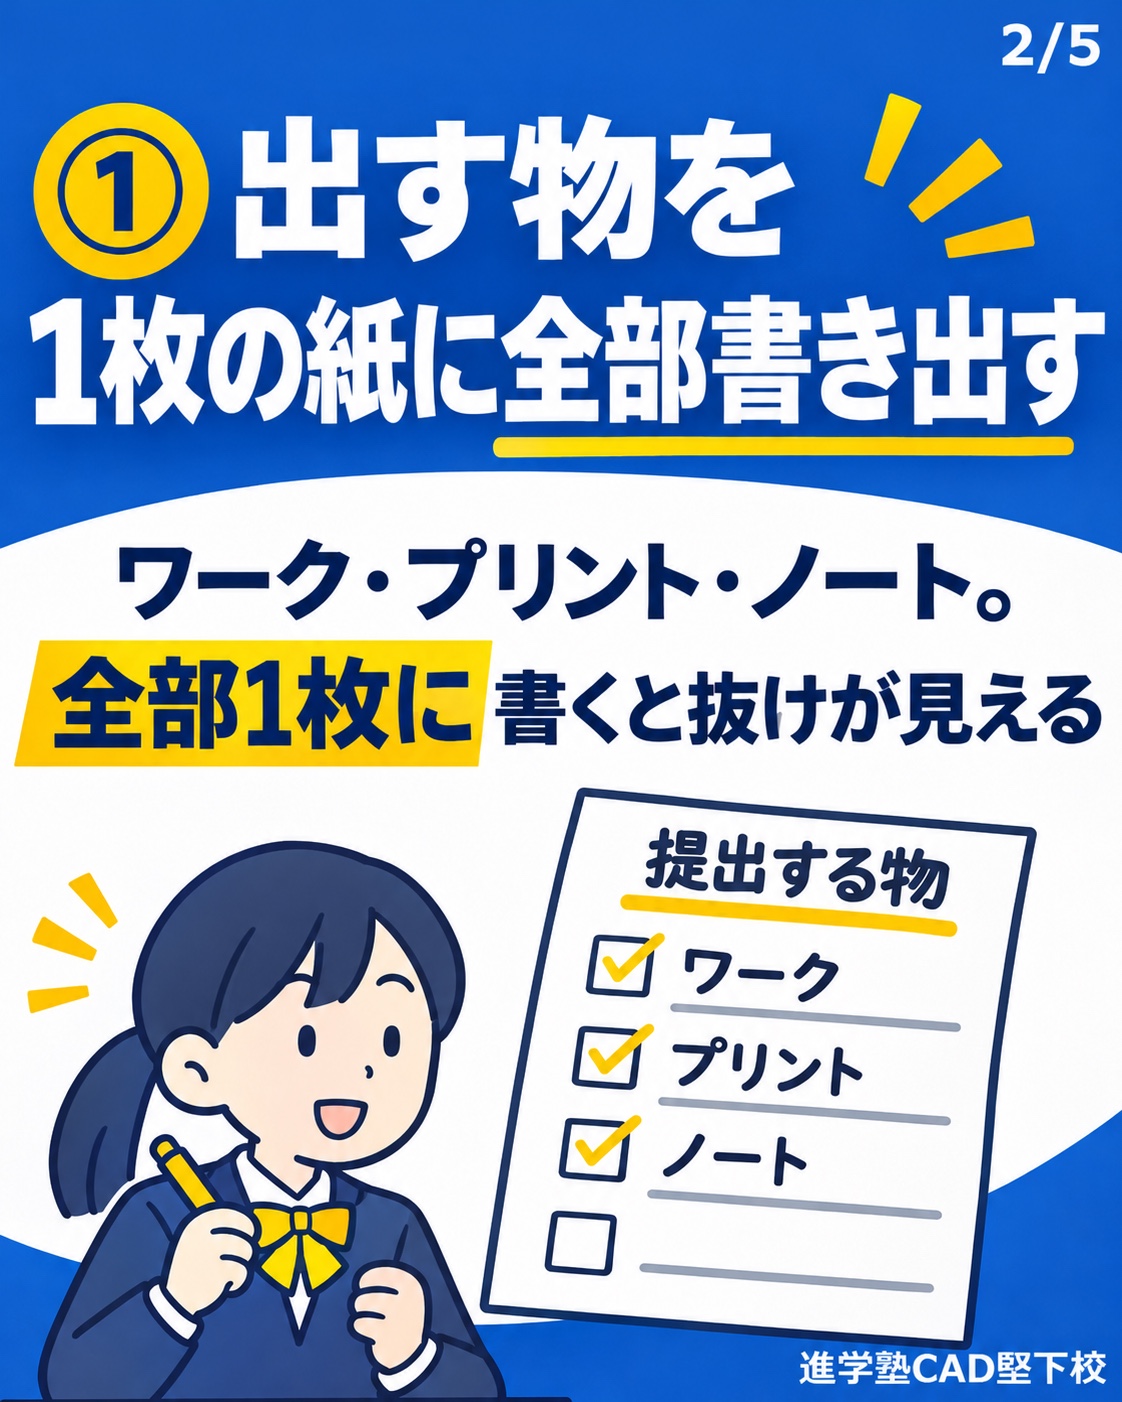 2/5
① 出す物を
1枚の紙に全部書き出す
ワーク・プリント・ノート。
全部1枚に 書くと抜けが見える
提出する物
ワーク
プリント
ノート
進学塾CAD堅下校